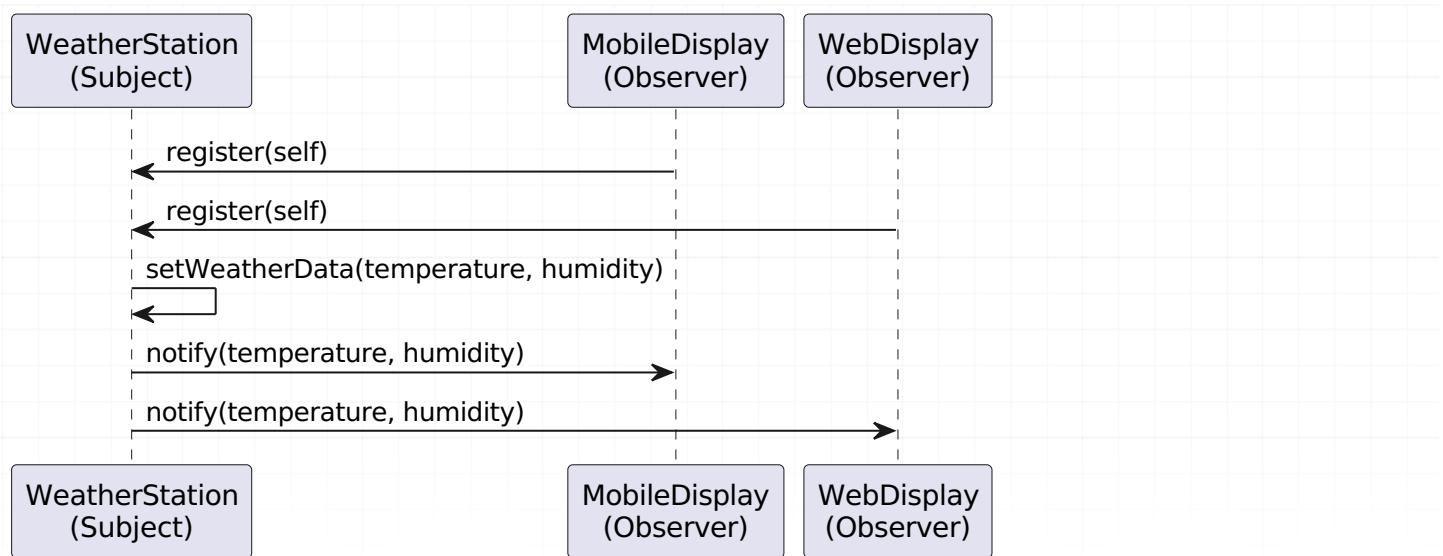 WeatherStation
(Subject)
MobileDisplay
(Observer)
WebDisplay
(Observer)
register(self)
register(self)
setWeatherData(temperature, humidity)
notify(temperature, humidity)
notify(temperature, humidity)
WeatherStation
(Subject)
MobileDisplay
(Observer)
WebDisplay
(Observer)